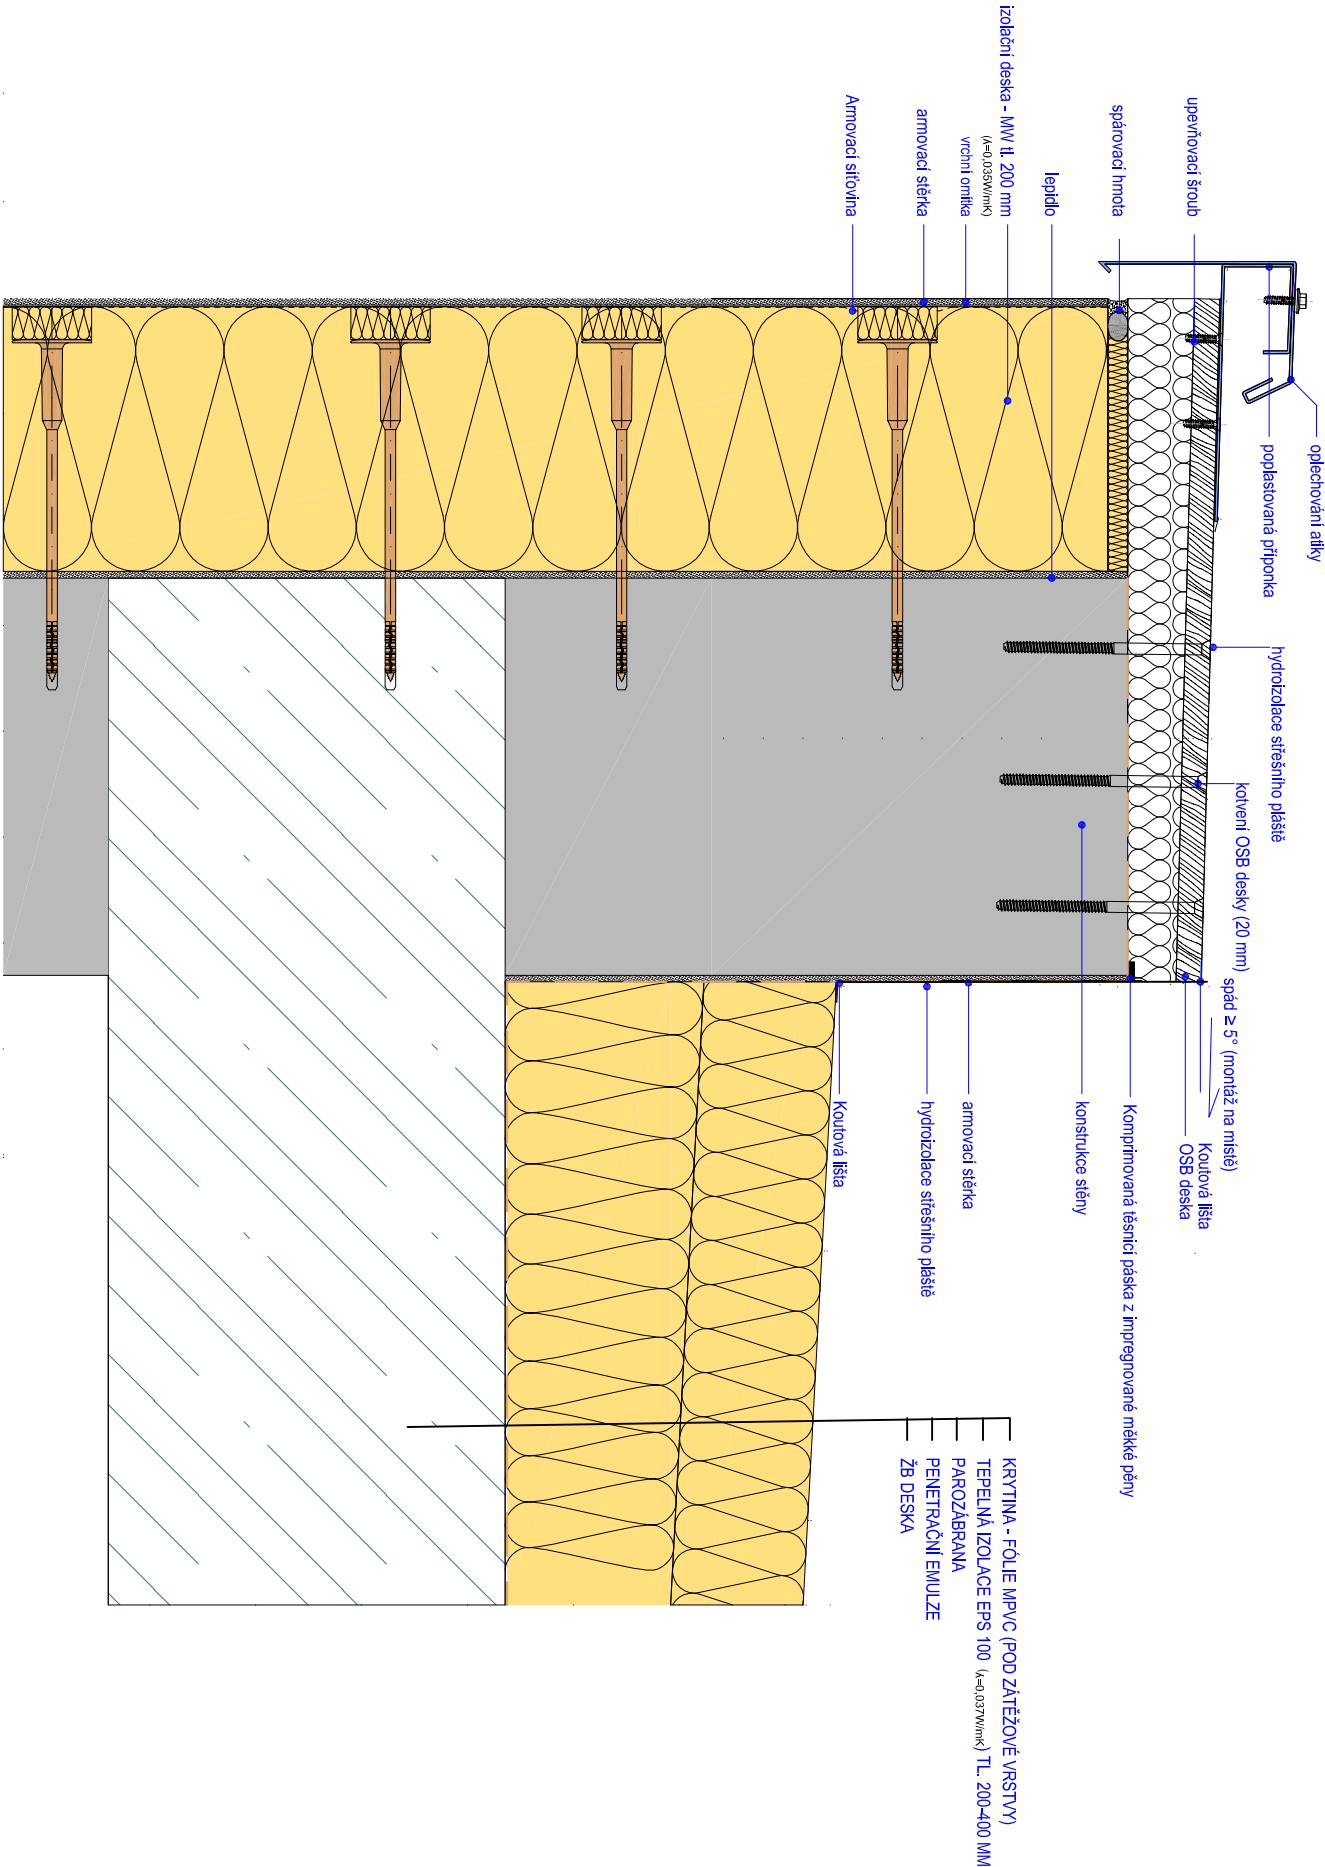 oplechování atiky
poplastovaná příponka
hydroizolace střešního pláště
kotvení OSB desky (20 mm)
spád ≥ 5° (montáž na místě)
Koutová lišta
OSB deska
Komprimovaná těsnicí páska z impregnované měkké pěny
konstrukce stěny
armovací stěrka
hydroizolace střešního pláště
Koutová lišta
upevňovací šroub
spárovací hmota
lepidlo
izolační deska - MW tl. 200 mm
(λ=0,035W/mK)
vrchní omítka
armovací stěrka
Armovací síťovina
KRYTINA - FÓLIE MPVC (POD ZÁTĚŽOVÉ VRSTVY)
TEPELNÁ IZOLACE EPS 100 (λ=0,037W/mK) TL. 200-400 MM
PAROZÁBRANA
PENETRAČNÍ EMULZE
ŽB DESKA